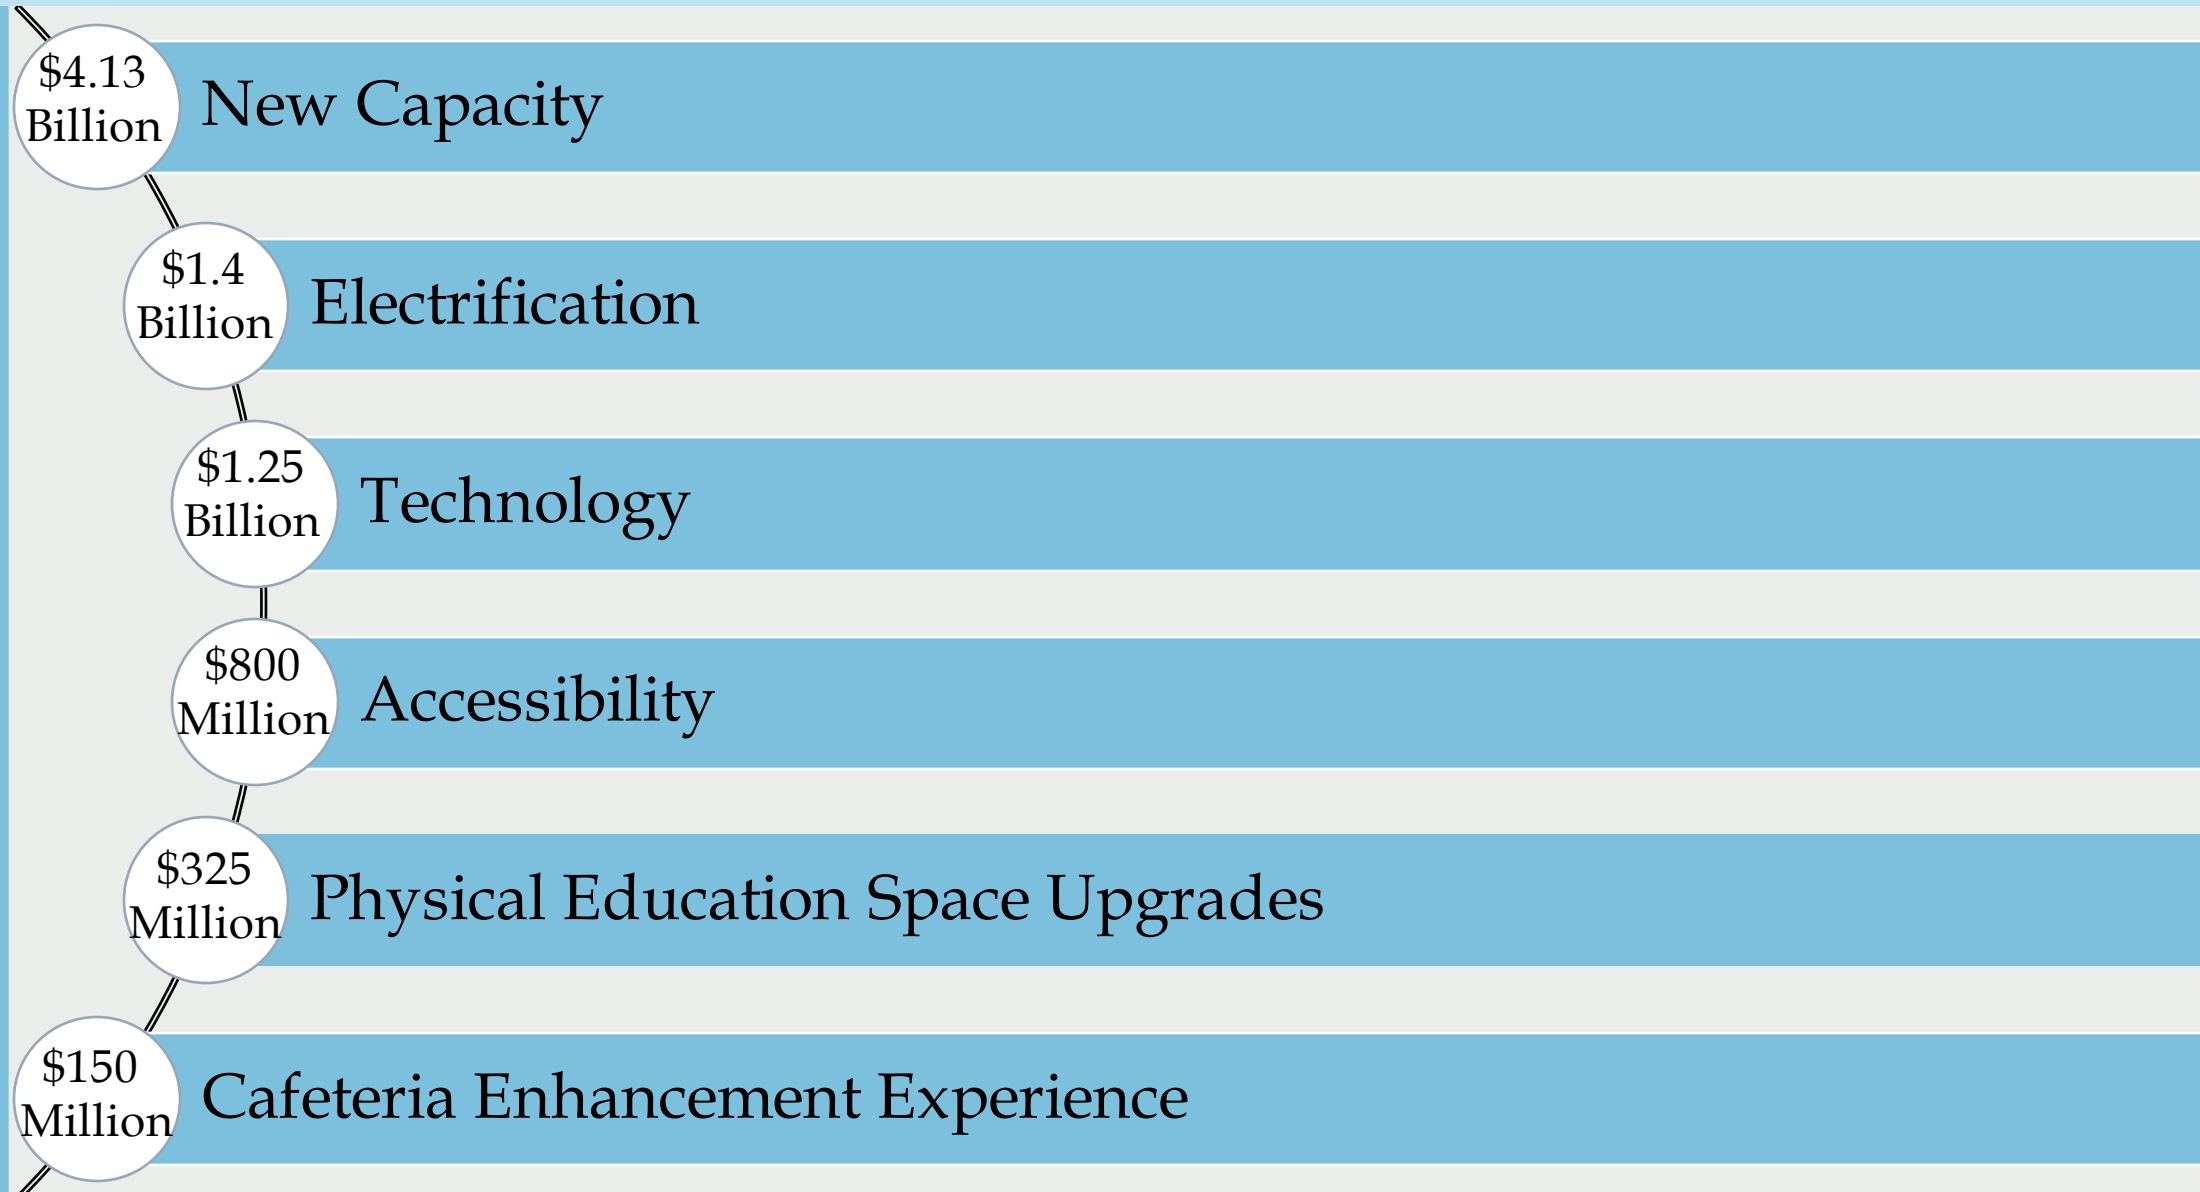 $4.13
Billion
New Capacity
$1.4
Billion
Electrification
$1.25
Billion
Technology
$800
Million
Accessibility
$325
Million
Physical Education Space Upgrades
$150
Million
Cafeteria Enhancement Experience